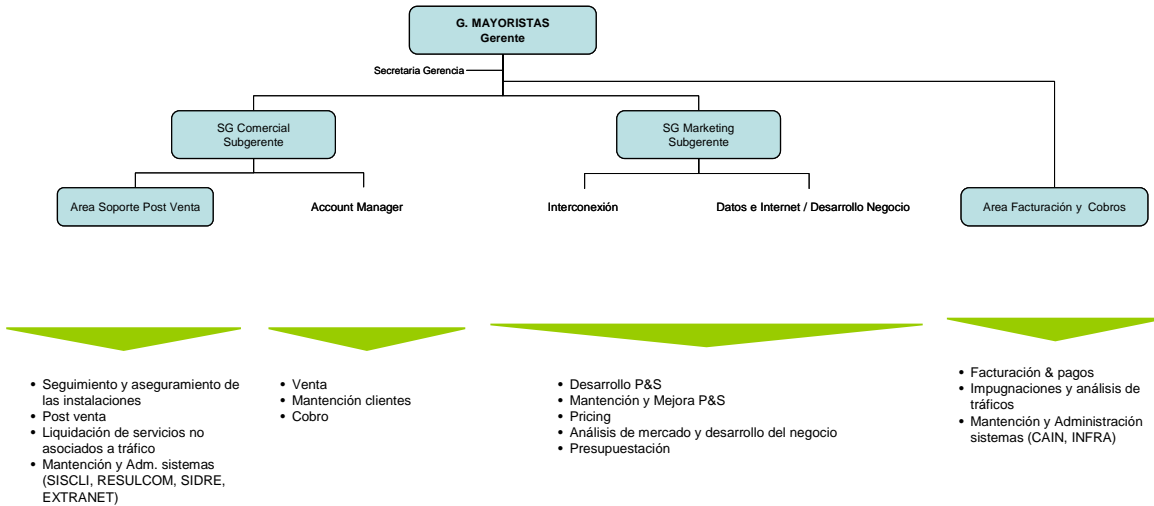 G. MAYORISTAS
Gerente
Secretaria Gerencia
SG Comercial
Subgerente
SG Marketing
Subgerente
Area Soporte Post Venta
Account Manager
Interconexión
Datos e Internet / Desarrollo Negocio
Area Facturación y Cobros
• Seguimiento y aseguramiento de
las instalaciones
• Post venta
• Liquidación de servicios no
asociados a tráfico
• Mantención y Adm. sistemas
(SISCLI, RESULCOM, SIDRE,
EXTRANET)
• Venta
• Mantención clientes
• Cobro
• Desarrollo P&S
• Mantención y Mejora P&S
• Pricing
• Análisis de mercado y desarrollo del negocio
• Presupuestación
• Facturación & pagos
• Impugnaciones y análisis de
tráficos
• Mantención y Administración
sistemas (CAIN, INFRA)